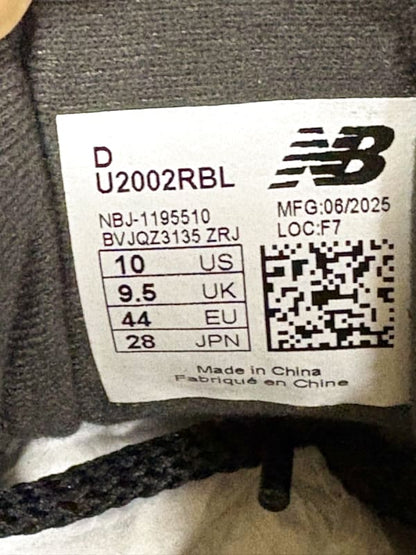 D
U2002RBL
NB
MFG:06/2025
LOC:F7
NBJ-1195510
BVJQZ3135 ZRJ
10 US
9.5 UK
44 EU
28 JPN
Made in China
Fabriqué en Chine